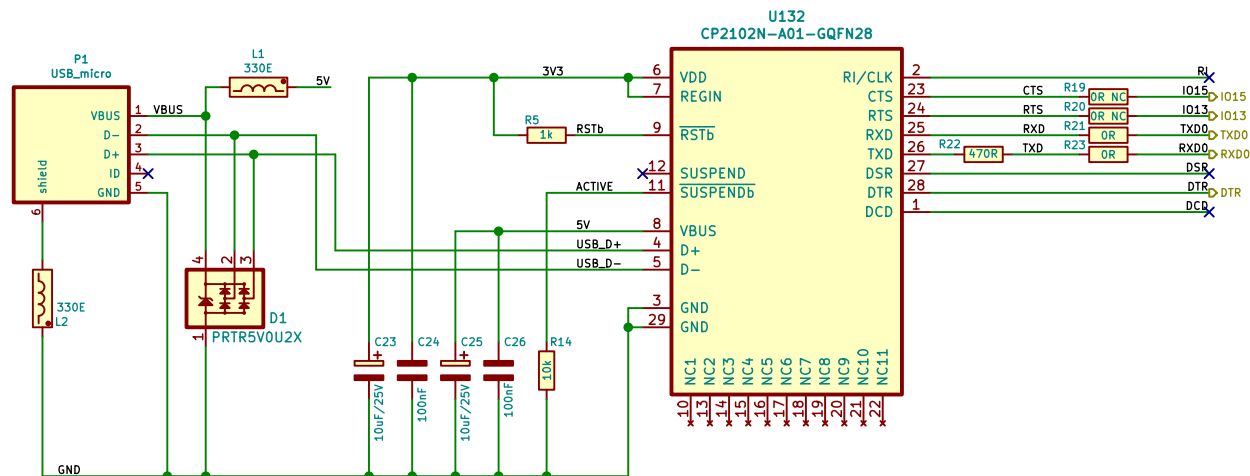 U132
CP2102N-A01-GQFN28
P1
USB_micro
L1
330E
5V
VBUS
VBUS 1
D- 2
D+ 3
ID 4
GND 5
shield
6
330E
L2
4 2 3
1
D1
PRTR5V0U2X
3V3
R5
1k
RSTb
ACTIVE
5V
USB_D+
USB_D-
C23
10uF/25V
C24
100nF
C25
10uF/25V
C26
100nF
R14
10k
GND
6 VDD
7 REGIN
9 RSTb
12 SUSPEND
11 SUSPENDb
8 VBUS
4 D+
5 D-
3 GND
29 GND
RI/CLK 2
CTS 23
RTS 24
RXD 25
TXD 26
DSR 27
DTR 28
DCD 1
NC1 NC2 NC3 NC4 NC5 NC6 NC7 NC8 NC9 NC10 NC11
10 13 14 15 16 17 18 19 20 21 22
RI
CTS R19 0R NC IO15 IO15
RTS R20 0R NC IO13 IO13
RXD R21 0R TXD0 TXD0
R22 470R TXD R23 0R RXD0 RXD0
DSR
DTR DTR
DCD